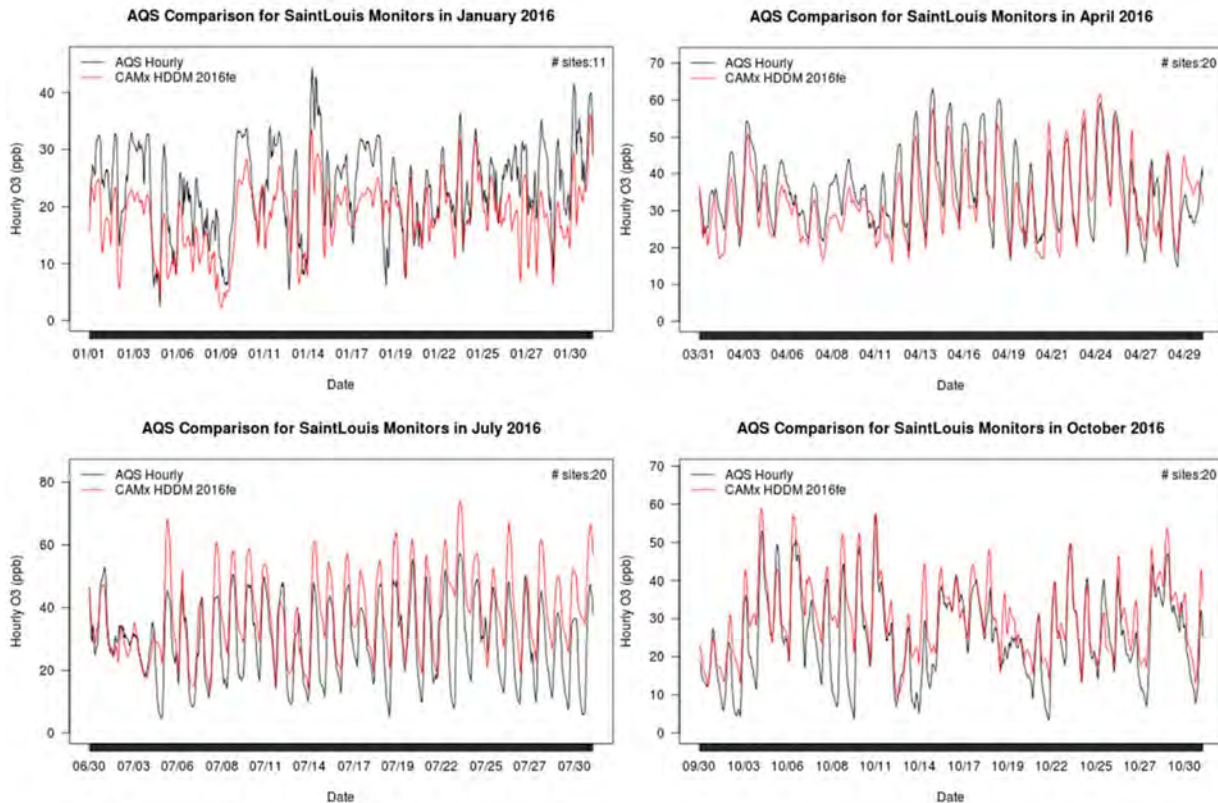 AQS Comparison for SaintLouis Monitors in January 2016
AQS Hourly
CAMx HDDM 2016fe
# sites:11
Hourly O3 (ppb)
40
30
20
10
0
01/01 01/03 01/06 01/09 01/11 01/14 01/17 01/19 01/22 01/25 01/27 01/30
Date
AQS Comparison for SaintLouis Monitors in April 2016
AQS Hourly
CAMx HDDM 2016fe
# sites:20
Hourly O3 (ppb)
70
60
50
40
30
20
10
0
03/31 04/03 04/06 04/08 04/11 04/13 04/16 04/19 04/21 04/24 04/27 04/29
Date
AQS Comparison for SaintLouis Monitors in July 2016
AQS Hourly
CAMx HDDM 2016fe
# sites:20
Hourly O3 (ppb)
80
60
40
20
0
06/30 07/03 07/06 07/08 07/11 07/14 07/17 07/19 07/22 07/25 07/27 07/30
Date
AQS Comparison for SaintLouis Monitors in October 2016
AQS Hourly
CAMx HDDM 2016fe
# sites:20
Hourly O3 (ppb)
70
60
50
40
30
20
10
0
09/30 10/03 10/06 10/08 10/11 10/14 10/17 10/19 10/22 10/25 10/27 10/30
Date